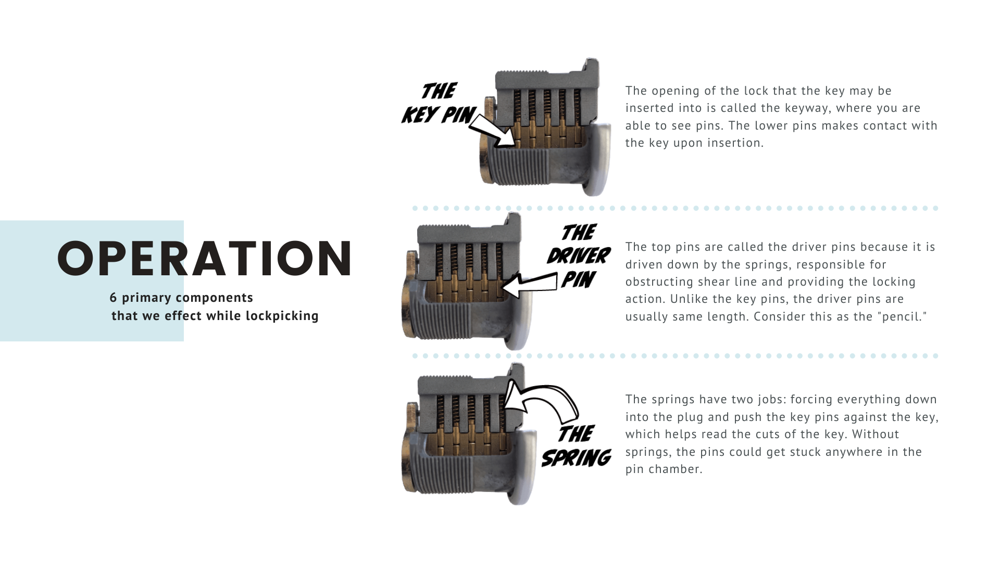 OPERATION
6 primary components
that we effect while lockpicking
THE
KEY PIN
The opening of the lock that the key may be
inserted into is called the keyway, where you are
able to see pins. The lower pins makes contact with
the key upon insertion.
THE
DRIVER
PIN
The top pins are called the driver pins because it is
driven down by the springs, responsible for
obstructing shear line and providing the locking
action. Unlike the key pins, the driver pins are
usually same length. Consider this as the "pencil."
THE
SPRING
The springs have two jobs: forcing everything down
into the plug and push the key pins against the key,
which helps read the cuts of the key. Without
springs, the pins could get stuck anywhere in the
pin chamber.